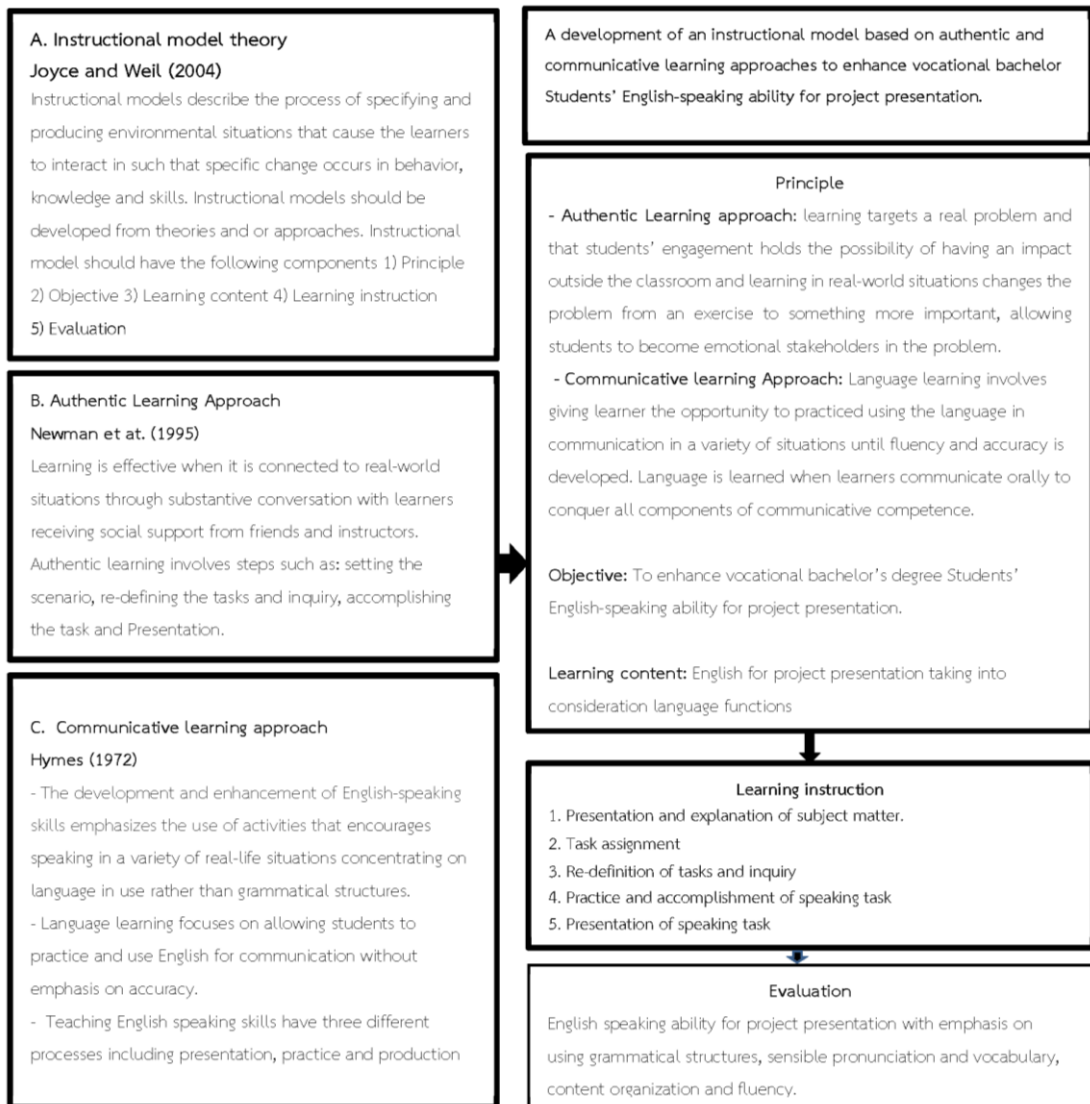 A. Instructional model theory
Joyce and Weil (2004)
Instructional models describe the process of specifying and
producing environmental situations that cause the learners
to interact in such that specific change occurs in behavior,
knowledge and skills. Instructional models should be
developed from theories and or approaches. Instructional
model should have the following components 1) Principle
2) Objective 3) Learning content 4) Learning instruction
5) Evaluation
B. Authentic Learning Approach
Newman et at. (1995)
Learning is effective when it is connected to real-world
situations through substantive conversation with learners
receiving social support from friends and instructors.
Authentic learning involves steps such as: setting the
scenario, re-defining the tasks and inquiry, accomplishing
the task and Presentation.
C. Communicative learning approach
Hymes (1972)
- The development and enhancement of English-speaking
skills emphasizes the use of activities that encourages
speaking in a variety of real-life situations concentrating on
language in use rather than grammatical structures.
- Language learning focuses on allowing students to
practice and use English for communication without
emphasis on accuracy.
- Teaching English speaking skills have three different
processes including presentation, practice and production
A development of an instructional model based on authentic and
communicative learning approaches to enhance vocational bachelor
Students' English-speaking ability for project presentation.
Principle
- Authentic Learning approach: learning targets a real problem and
that students' engagement holds the possibility of having an impact
outside the classroom and learning in real-world situations changes the
problem from an exercise to something more important, allowing
students to become emotional stakeholders in the problem.
- Communicative learning Approach: Language learning involves
giving learner the opportunity to practiced using the language in
communication in a variety of situations until fluency and accuracy is
developed. Language is learned when learners communicate orally to
conquer all components of communicative competence.
Objective: To enhance vocational bachelor's degree Students'
English-speaking ability for project presentation.
Learning content: English for project presentation taking into
consideration language functions
Learning instruction
1. Presentation and explanation of subject matter.
2. Task assignment
3. Re-definition of tasks and inquiry
4. Practice and accomplishment of speaking task
5. Presentation of speaking task
Evaluation
English speaking ability for project presentation with emphasis on
using grammatical structures, sensible pronunciation and vocabulary,
content organization and fluency.